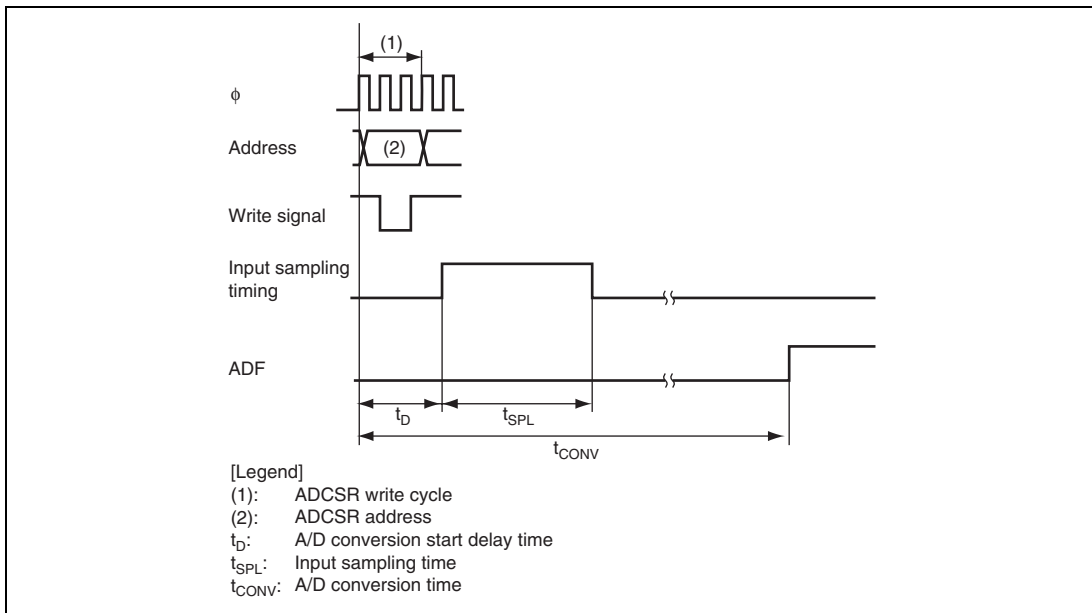 (1)
ϕ
Address
(2)
Write signal
Input sampling
timing
ADF
tD
tSPL
tCONV
[Legend]
(1): ADCSR write cycle
(2): ADCSR address
tD: A/D conversion start delay time
tSPL: Input sampling time
tCONV: A/D conversion time